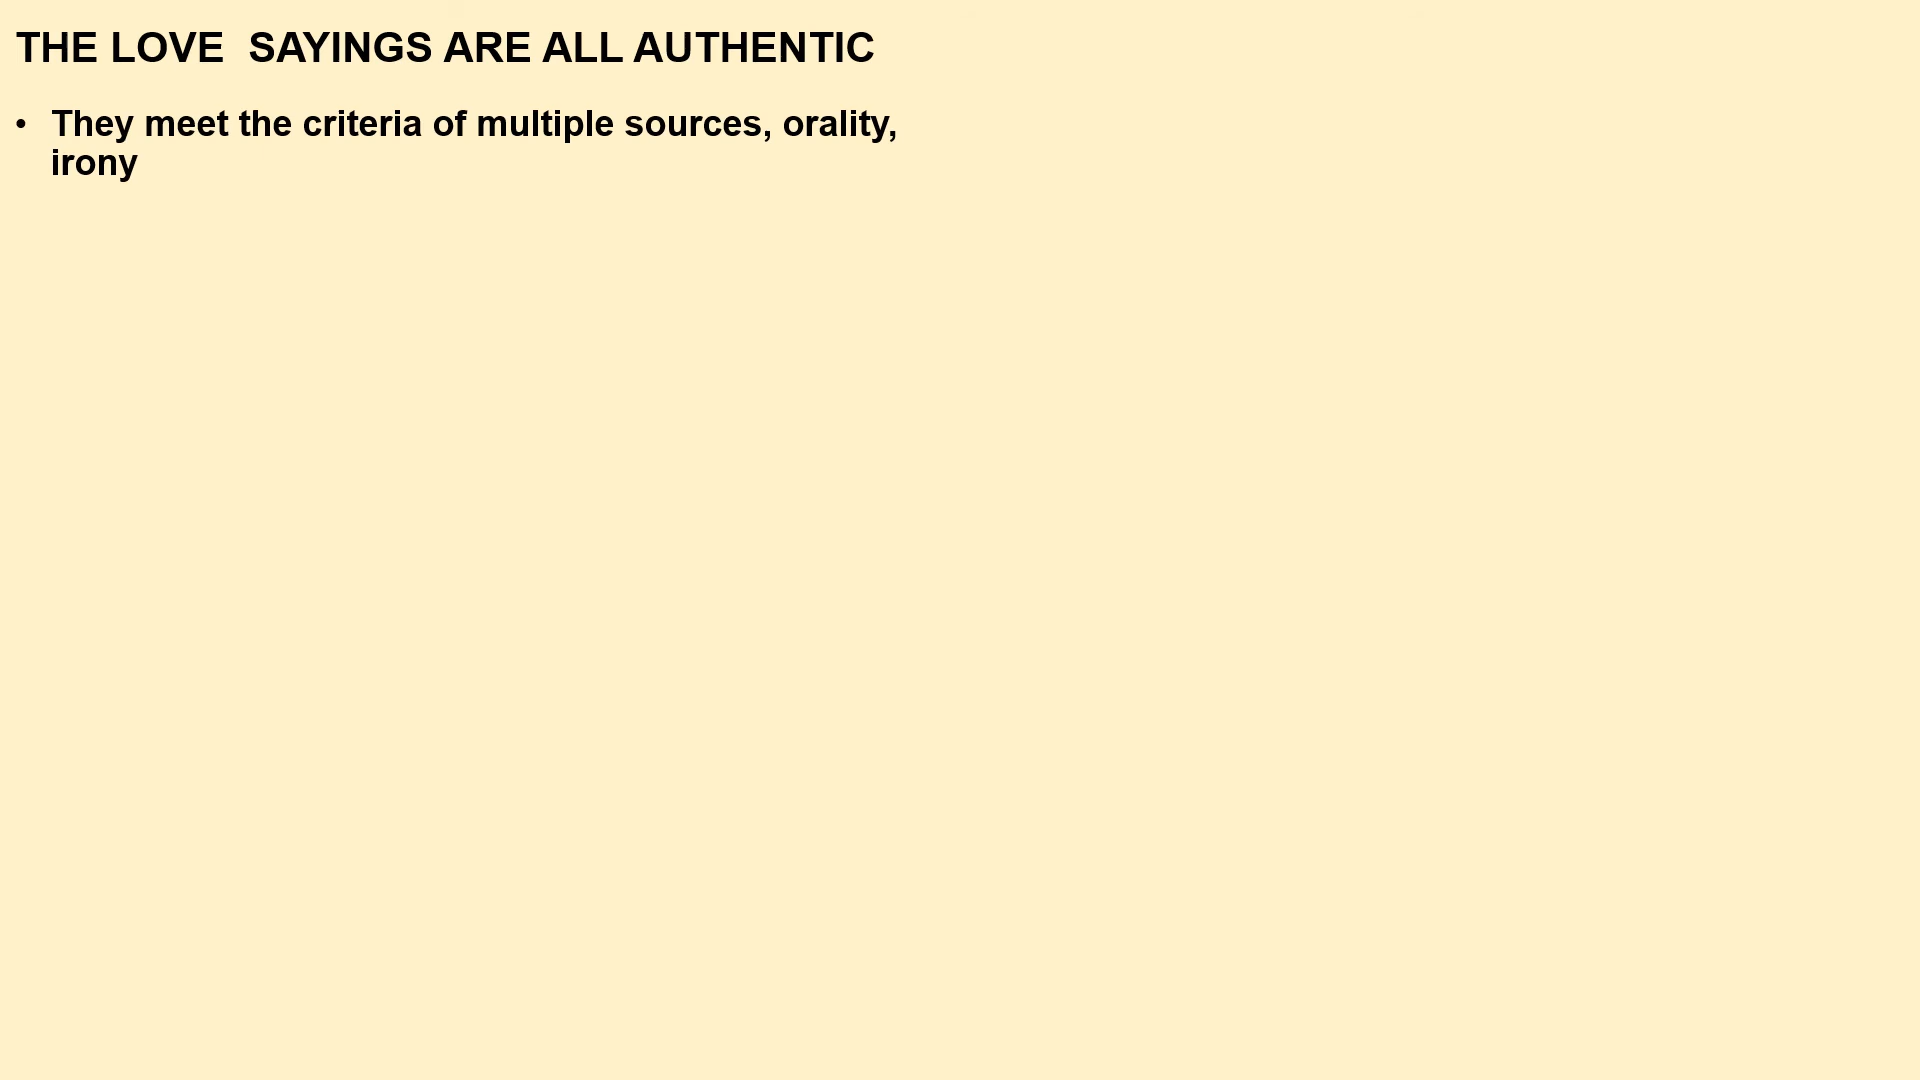 THE LOVE  SAYINGS ARE ALL AUTHENTIC
• They meet the criteria of multiple sources, orality,
irony